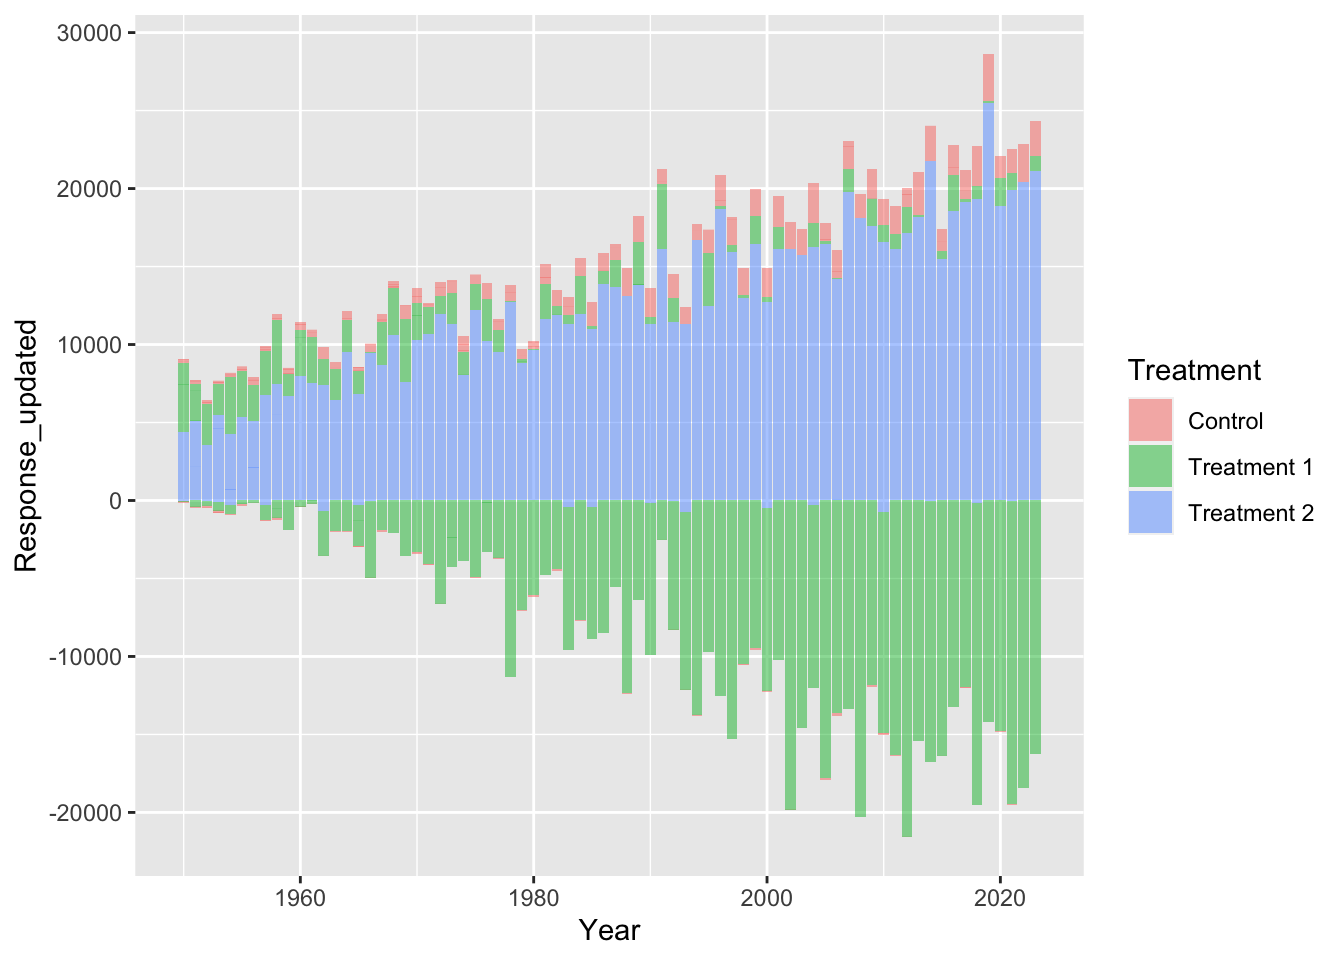 30000
20000
10000
0
-10000
-20000
Response_updated
1960
1980
2000
2020
Year
Treatment
Control
Treatment 1
Treatment 2